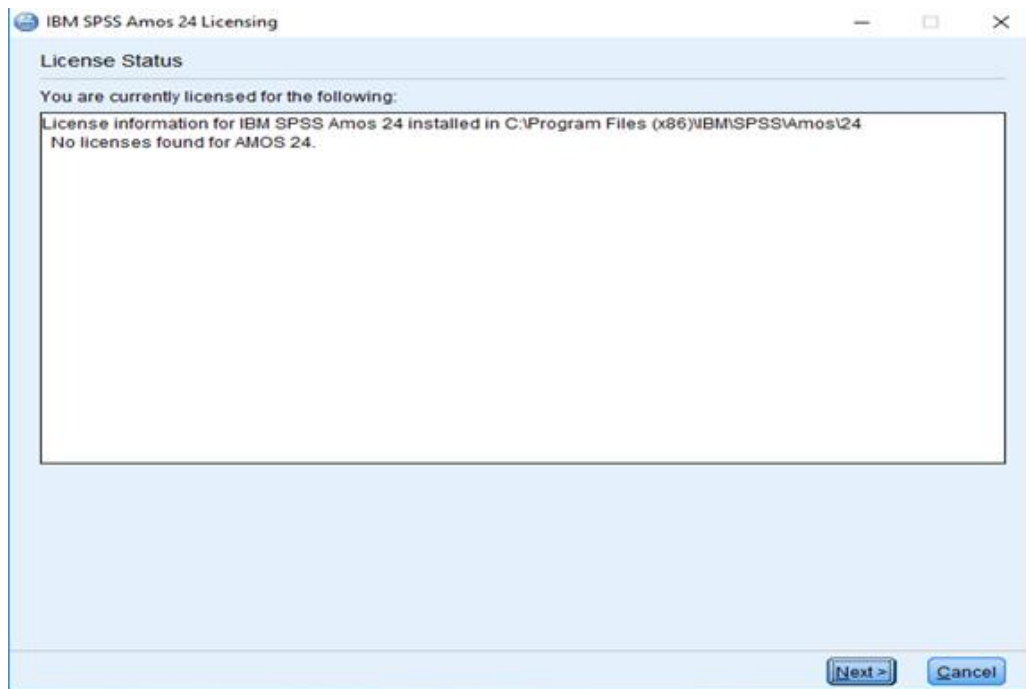 IBM SPSS Amos 24 Licensing
License Status
You are currently licensed for the following:
License information for IBM SPSS Amos 24 installed in C:\Program Files (x86)\IBM\SPSS\Amos\24
No licenses found for AMOS 24.
Next > Cancel